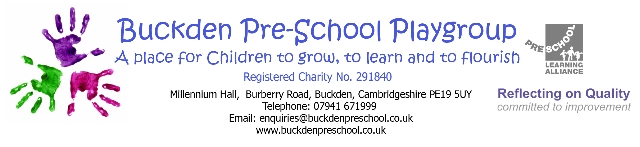 Buckden Pre-School Playgroup
A place for Children to grow, to learn and to flourish
Registered Charity No. 291840
Millennium Hall, Burberry Road, Buckden, Cambridgeshire PE19 5UY
Telephone: 07941 671999
Email: enquiries@buckdenpreschool.co.uk
www.buckdenpreschool.co.uk
PRE SCHOOL
LEARNING
ALLIANCE
Reflecting on Quality
committed to improvement